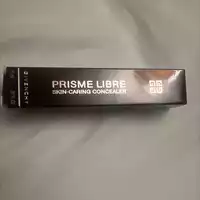 PRISME LIBRE
SKIN-CARING CONCEALER